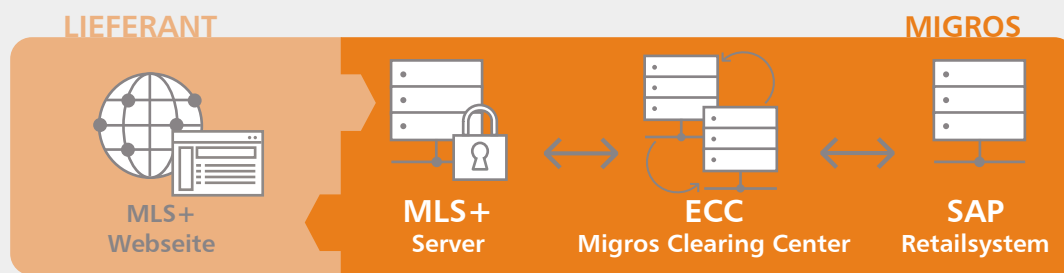 LIEFERANT
MIGROS
MLS+
Webseite
MLS+
Server
ECC
Migros Clearing Center
SAP
Retailsystem